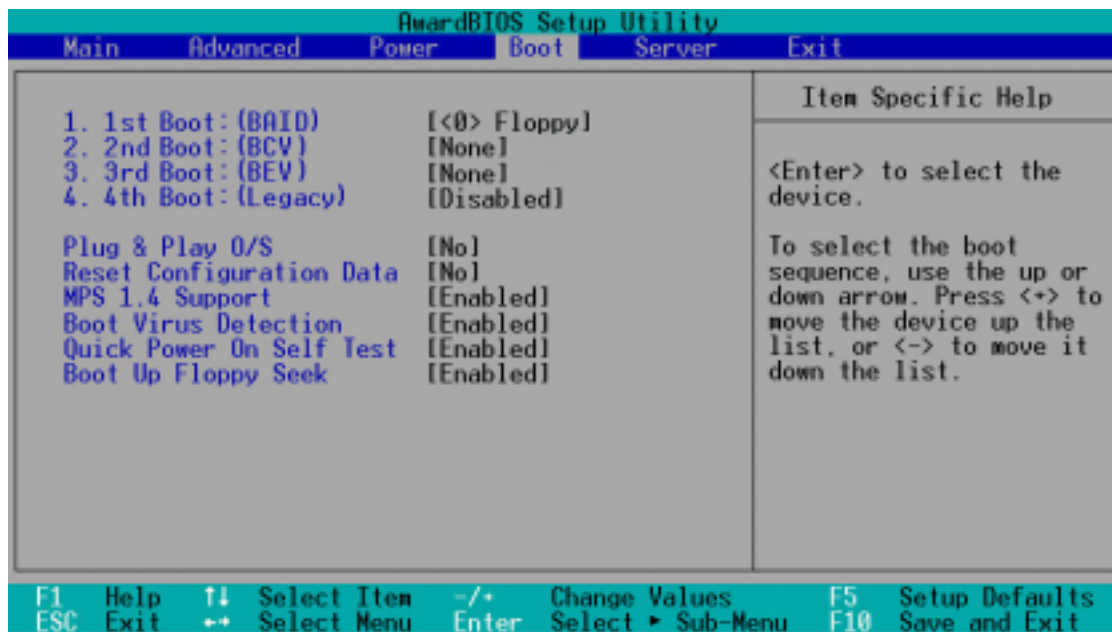 AwardBIOS Setup Utility
Main Advanced Power Boot Server Exit
1. 1st Boot:(BAID) [<0> Floppy]
2. 2nd Boot:(BCV) [None]
3. 3rd Boot:(BEV) [None]
4. 4th Boot:(Legacy) [Disabled]
Plug & Play O/S [No]
Reset Configuration Data [No]
MPS 1.4 Support [Enabled]
Boot Virus Detection [Enabled]
Quick Power On Self Test [Enabled]
Boot Up Floppy Seek [Enabled]
Item Specific Help
<Enter> to select the
device.
To select the boot
sequence, use the up or
down arrow. Press <+> to
move the device up the
list, or <-> to move it
down the list.
F1 Help ↑↓ Select Item -/+ Change Values F5 Setup Defaults
ESC Exit ←→ Select Menu Enter Select ► Sub-Menu F10 Save and Exit